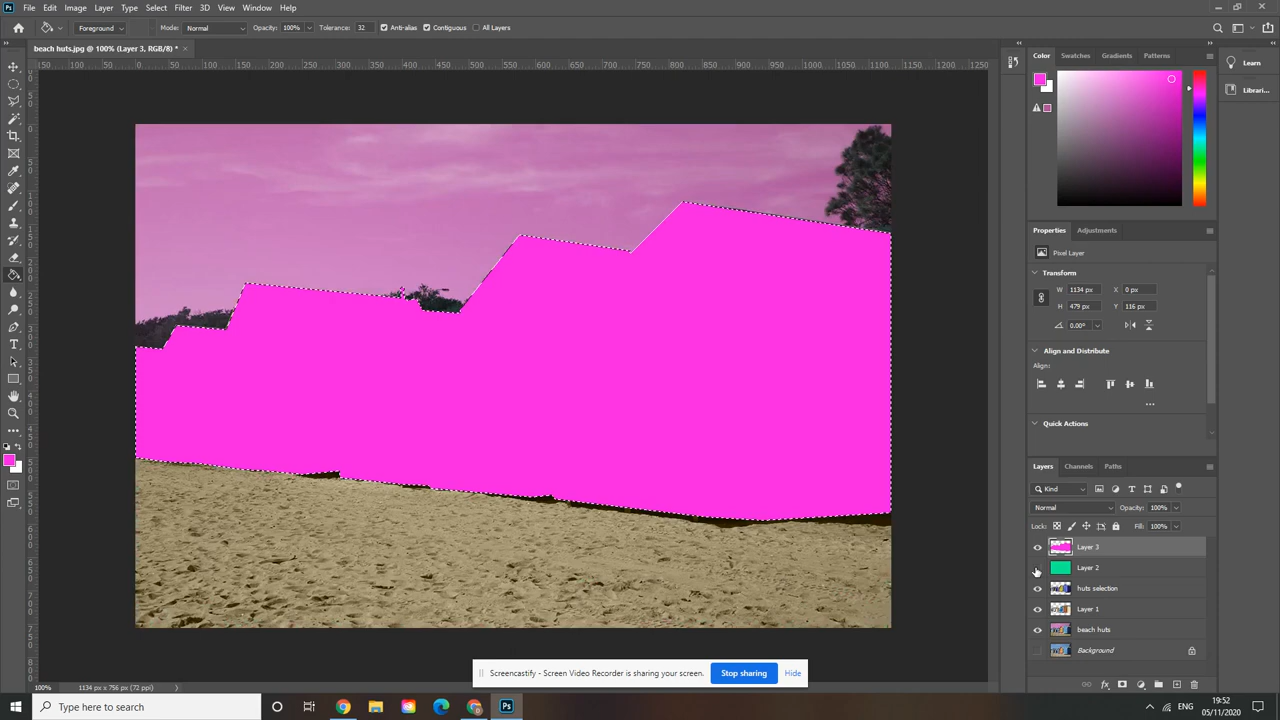 Ps File Edit Image Layer Type Select Filter 3D View Window Help
Foreground Mode: Normal Opacity: 100% Tolerance: 32 Anti-alias Contiguous All Layers
beach huts.jpg @ 100% (Layer 3, RGB/8) *
Color Swatches Gradients Patterns
Learn
Librari...
Properties Adjustments
Pixel Layer
Transform
W 1134 px X 0 px
H 479 px Y 116 px
0.00°
Align and Distribute
Align:
Quick Actions
Layers Channels Paths
Kind
Normal Opacity: 100%
Lock: Fill: 100%
Layer 3
Layer 2
huts selection
Layer 1
beach huts
Background
Screencastify - Screen Video Recorder is sharing your screen. Stop sharing Hide
100% 1134 px x 756 px (72 ppi)
Type here to search
ENG
19:52
05/11/2020